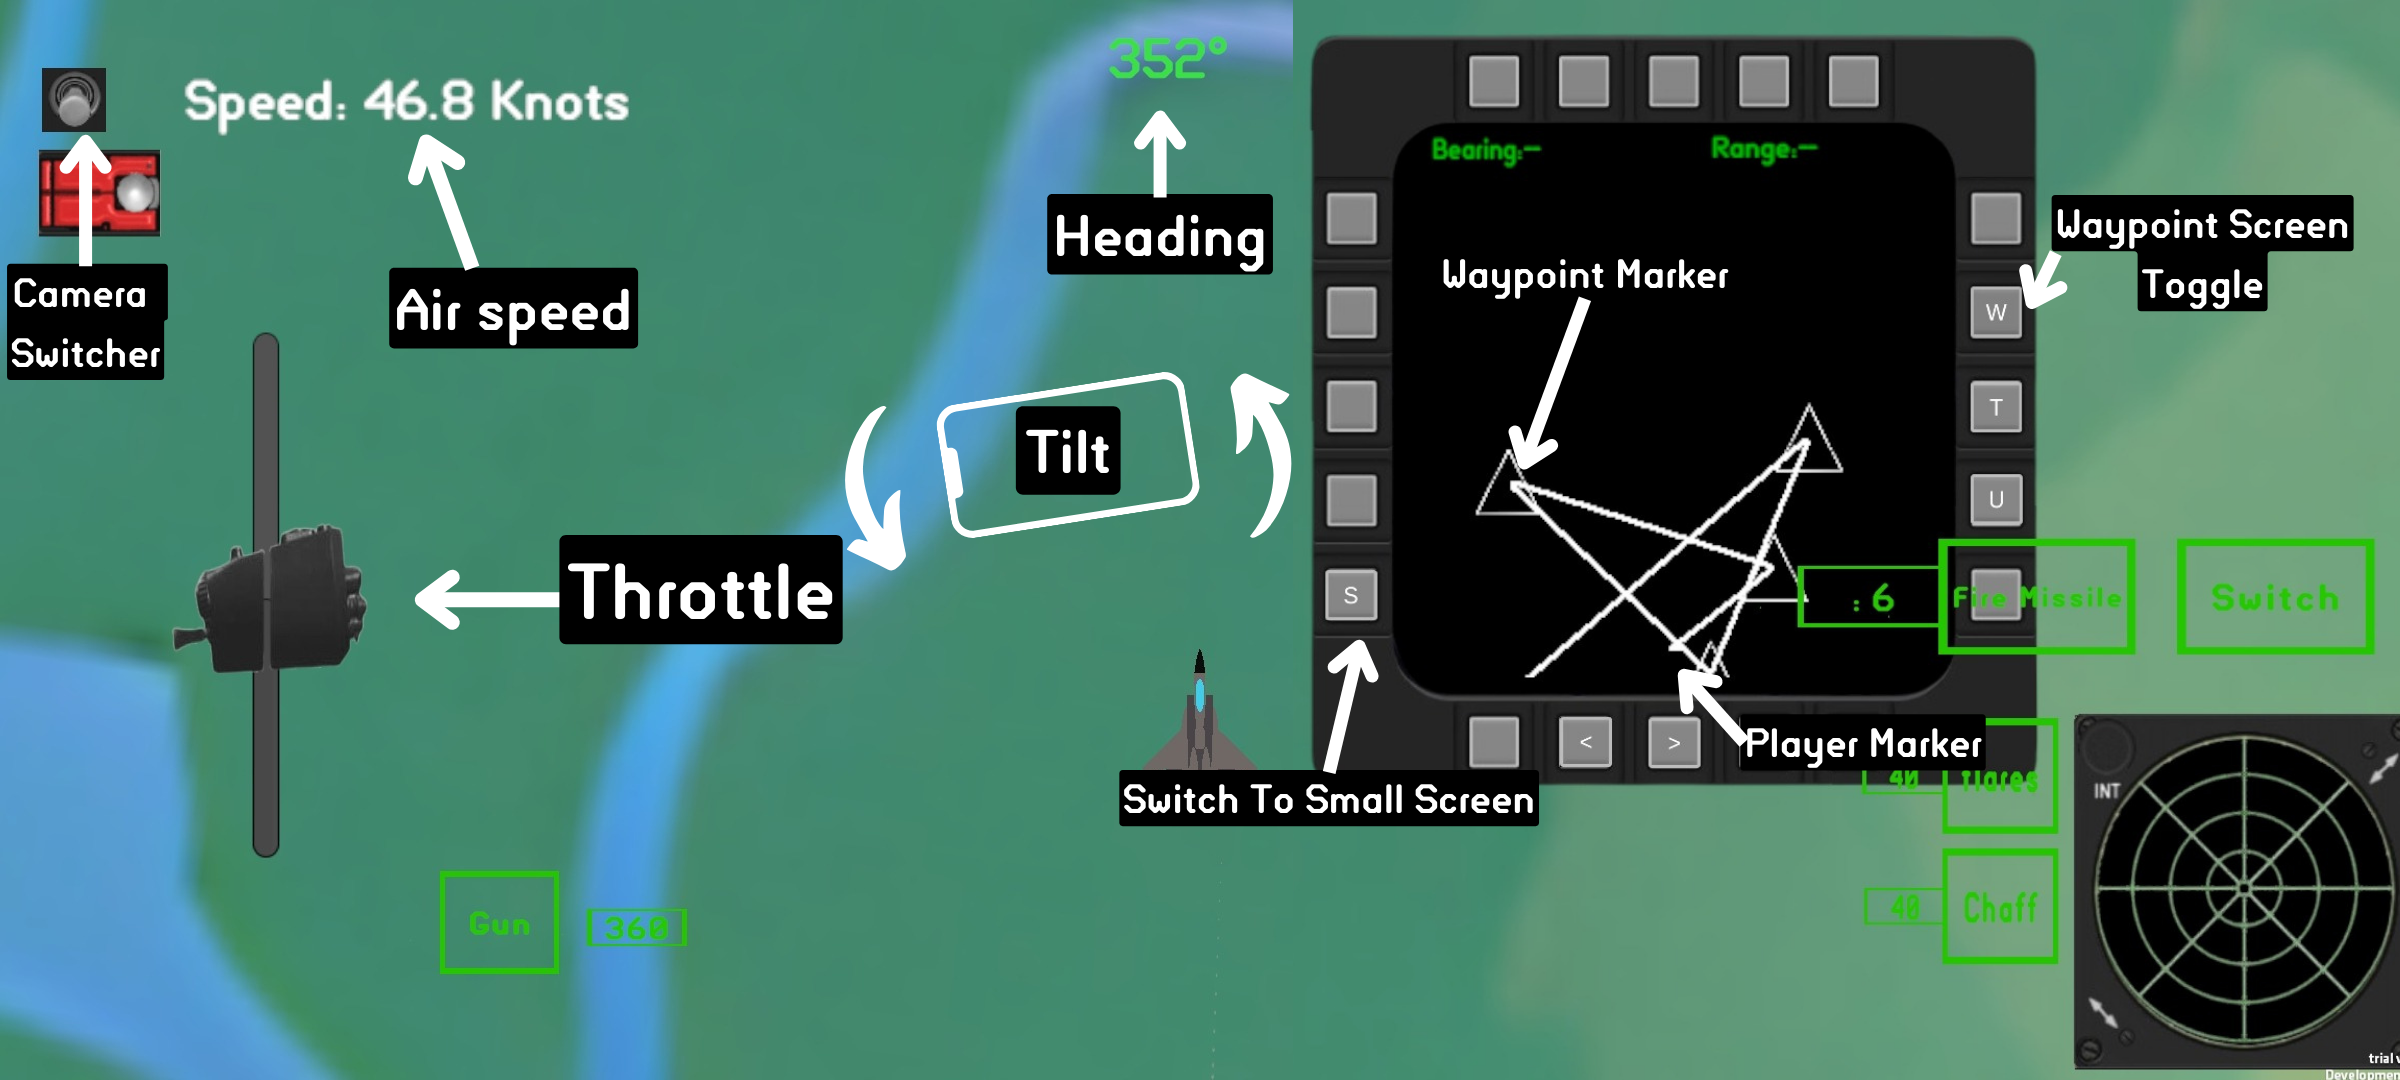 352°
Speed: 46.8 Knots
Bearing:—
Range:—
Heading
Waypoint Screen
Toggle
Waypoint Marker
Camera
Switcher
Air speed
W
T
Tilt
U
S
:6
Fire Missile
Switch
Throttle
<
>
Player Marker
40
flares
INT
Switch To Small Screen
Gun
360
40
Chaff
trial v
Developmen